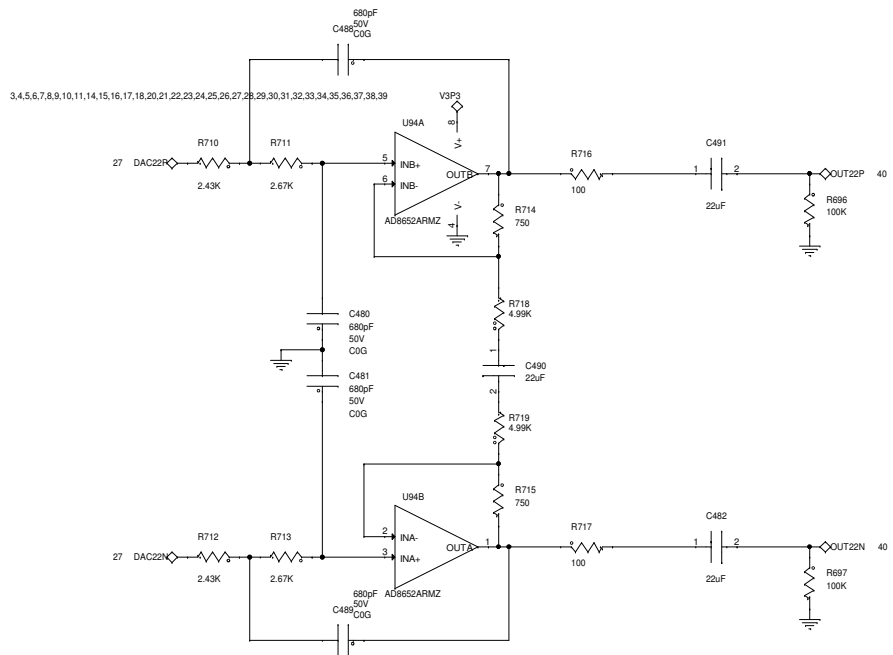 680pF
50V
C488 C0G
3,4,5,6,7,8,9,10,11,14,15,16,17,18,20,21,22,23,24,25,26,27,28,29,30,31,32,33,34,35,36,37,38,39
V3P3
8
V+
U94A
R710
R711
27 DAC22P
2.43K
2.67K
5
INB+
6
INB-
OUTB
7
V-
4
AD8652ARMZ
R716
100
C491
1
2
22uF
OUT22P 40
R696
100K
R714
750
R718
4.99K
C480
680pF
50V
C0G
C481
680pF
50V
C0G
1
C490
22uF
2
R719
4.99K
R715
750
U94B
2
INA-
3
INA+
OUTA
1
AD8652ARMZ
R712
R713
27 DAC22N
2.43K
2.67K
R717
100
C482
1
2
22uF
OUT22N 40
R697
100K
680pF
50V
C489 C0G